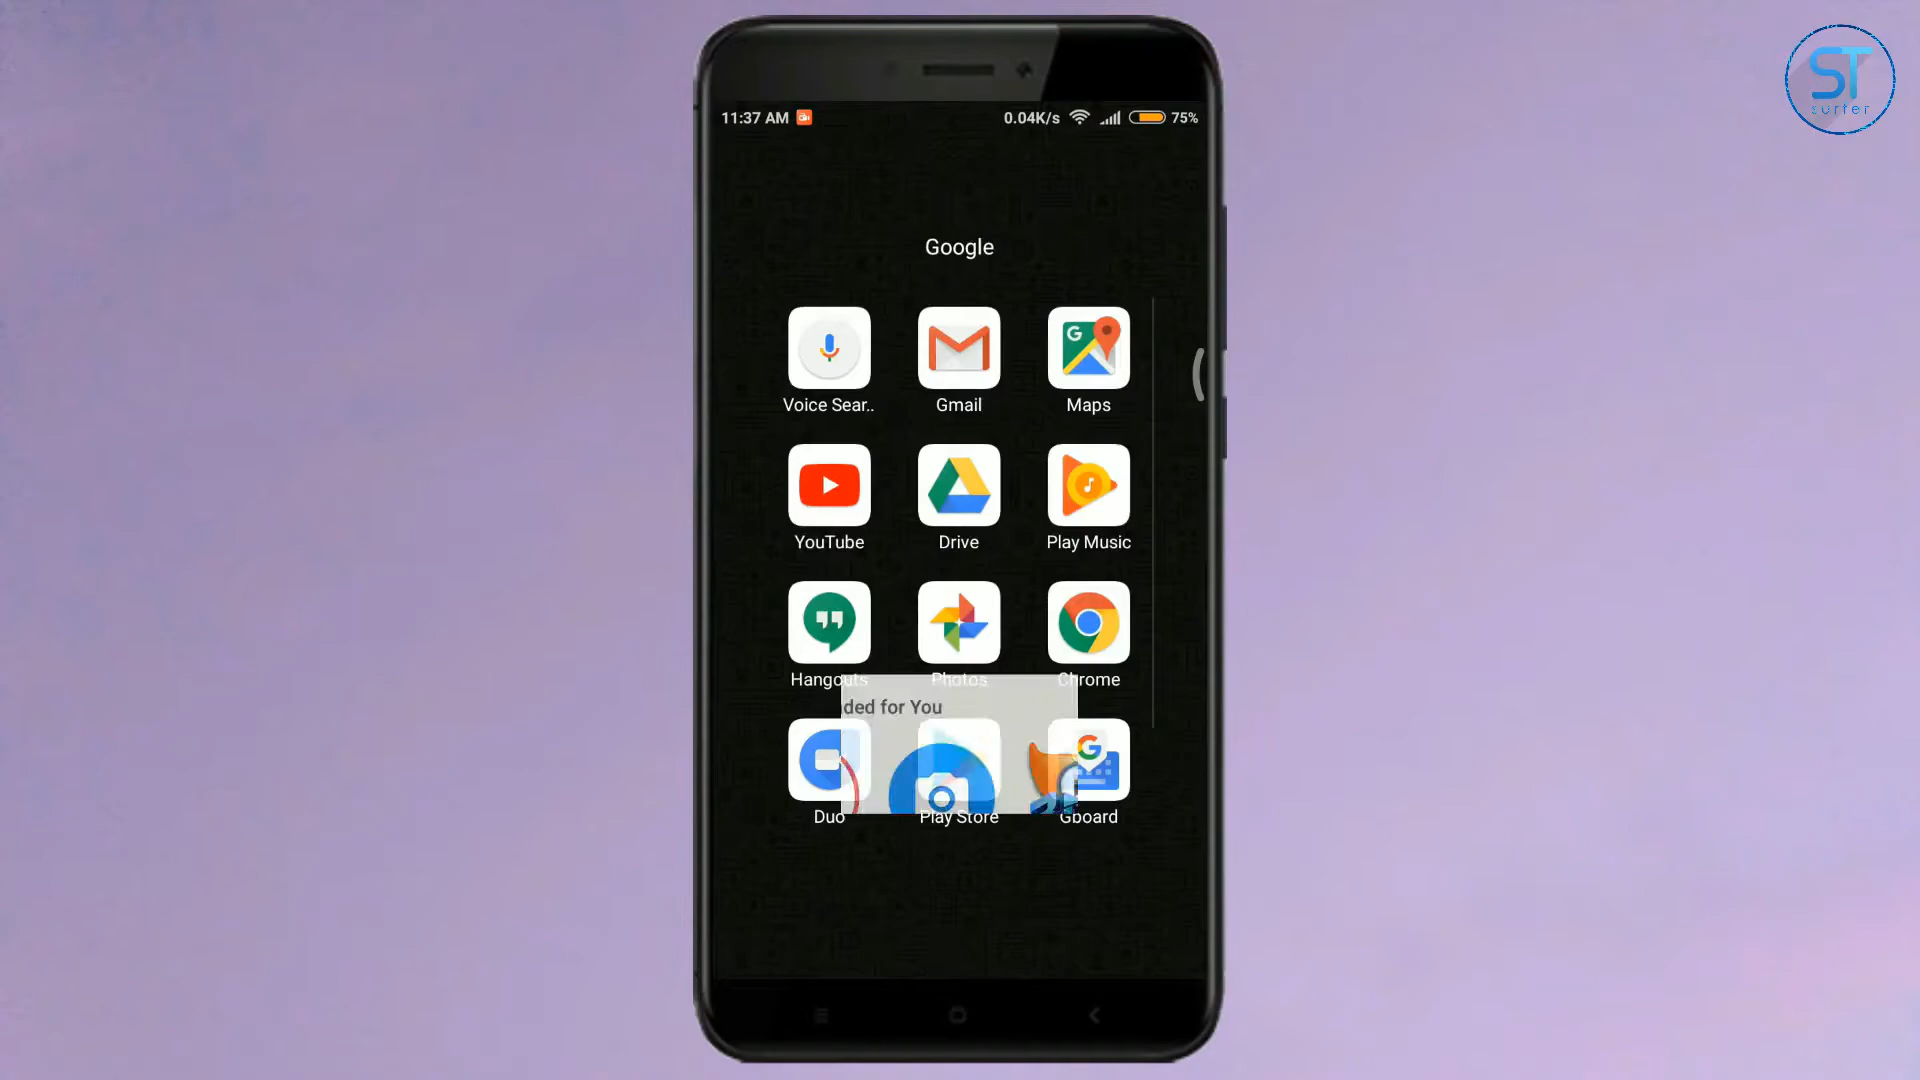 ST
surfer
11:37 AM
0.04K/s
75%
Google
Voice Sear..
Gmail
Maps
YouTube
Drive
Play Music
Hangouts
Photos
Chrome
ded for You
Duo
Play Store
Gboard